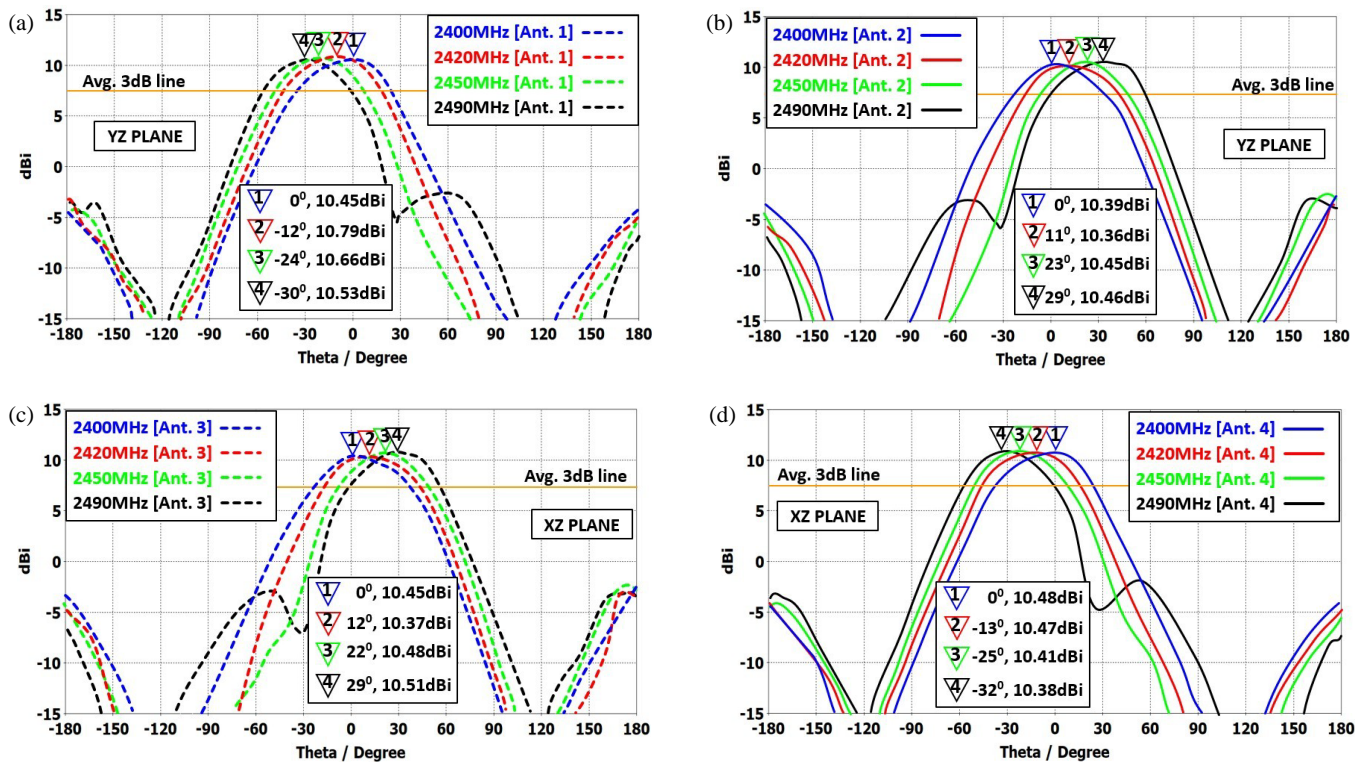 (a)
15
10
5
0
-5
-10
15
dBi
4 3 2 1
2400MHz [Ant. 1]
2420MHz [Ant. 1]
2450MHz [Ant. 1]
2490MHz [Ant. 1]
Avg. 3dB line
YZ PLANE
1 0⁰, 10.45dBi
2 -12⁰, 10.79dBi
3 -24⁰, 10.66dBi
4 -30⁰, 10.53dBi
-180 -150 -120 -90 -60 -30 0 30 60 90 120 150 180
Theta / Degree
(b)
15
10
5
0
-5
-10
15
dBi
2400MHz [Ant. 2]
2420MHz [Ant. 2]
2450MHz [Ant. 2]
2490MHz [Ant. 2]
1 2 3 4
Avg. 3dB line
YZ PLANE
1 0⁰, 10.39dBi
2 11⁰, 10.36dBi
3 23⁰, 10.45dBi
4 29⁰, 10.46dBi
-180 -150 -120 -90 -60 -30 0 30 60 90 120 150 180
Theta / Degree
(c)
15
10
5
0
-5
-10
-15
dBi
2400MHz [Ant. 3]
2420MHz [Ant. 3]
2450MHz [Ant. 3]
2490MHz [Ant. 3]
1 2 3 4
Avg. 3dB line
XZ PLANE
1 0⁰, 10.45dBi
2 12⁰, 10.37dBi
3 22⁰, 10.48dBi
4 29⁰, 10.51dBi
-180 -150 -120 -90 -60 -30 0 30 60 90 120 150 180
Theta / Degree
(d)
15
10
5
0
-5
-10
-15
dBi
4 3 2 1
2400MHz [Ant. 4]
2420MHz [Ant. 4]
2450MHz [Ant. 4]
2490MHz [Ant. 4]
Avg. 3dB line
XZ PLANE
1 0⁰, 10.48dBi
2 -13⁰, 10.47dBi
3 -25⁰, 10.41dBi
4 -32⁰, 10.38dBi
-180 -150 -120 -90 -60 -30 0 30 60 90 120 150 180
Theta / Degree